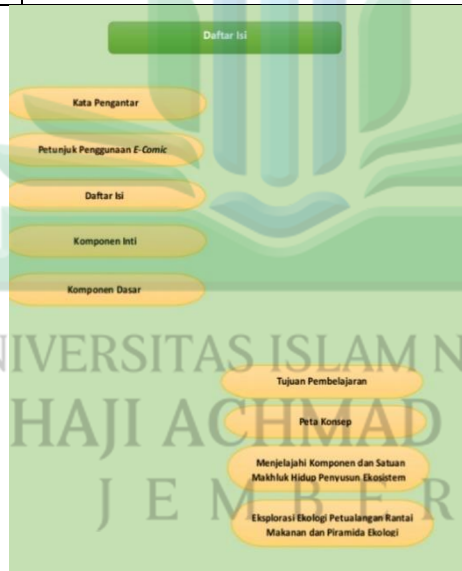 Daftar Isi
Kata Pengantar
Petunjuk Penggunaan E-Comic
Daftar Isi
Komponen Inti
Komponen Dasar
NIVERSITAS ISLAM N
Tujuan Pembelajaran
HAJI ACHMAD
Peta Konsep
Menjelajahi Komponen dan Satuan
Makhluk Hidup Penyusun Ekosistem
J E M B E R
Eksplorasi Ekologi Petualangan Rantai
Makanan dan Piramida Ekologi